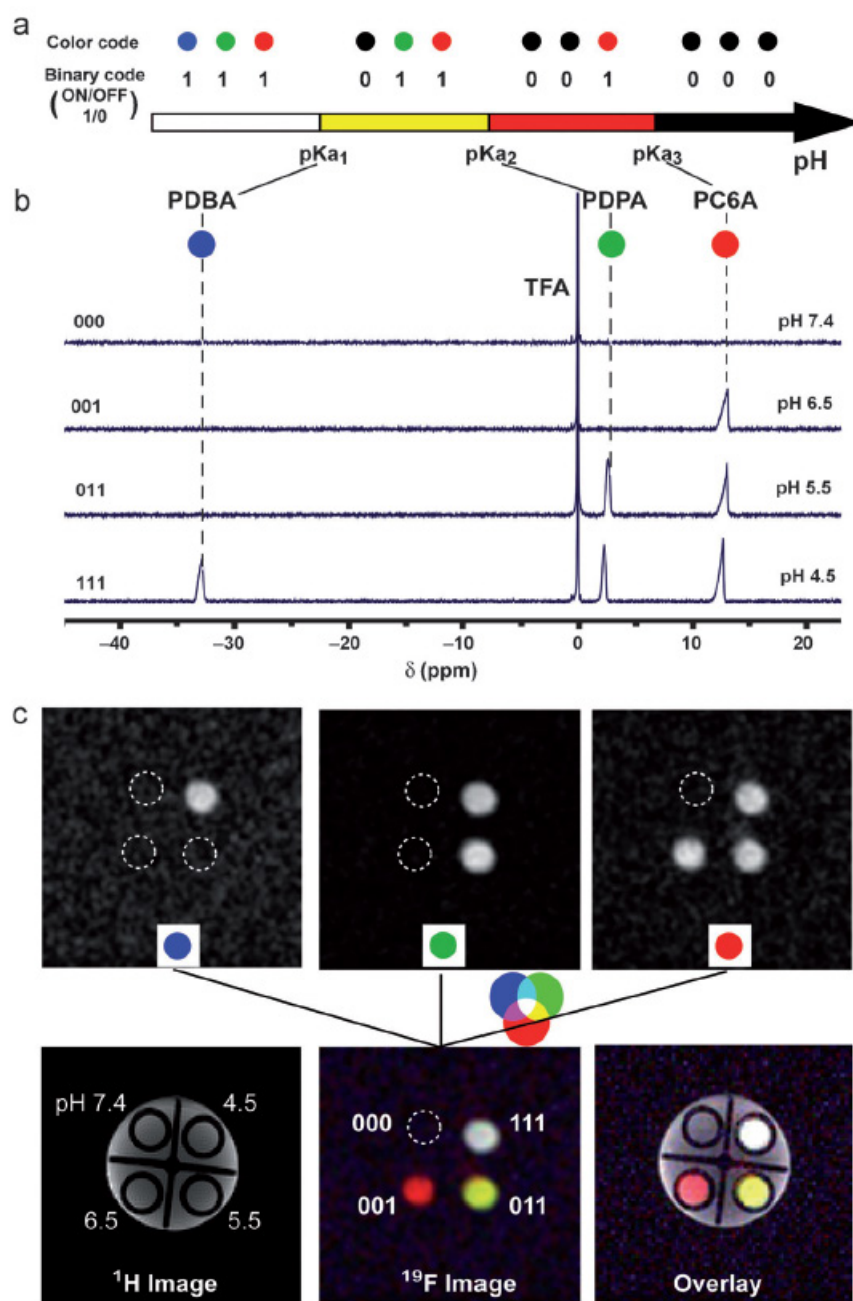 a
Color code
Binary code 1 1 1 0 1 1 0 0 1 0 0 0
(ON/OFF)
1/0
pKa₁ pKa₂ pKa₃ pH
b
PDBA PDPA PC6A
TFA
000 pH 7.4
001 pH 6.5
011 pH 5.5
111 pH 4.5
−40 −30 −20 −10 0 10 20
δ (ppm)
c
pH 7.4 4.5
6.5 5.5
¹H Image
000 111
001 011
¹⁹F Image
Overlay